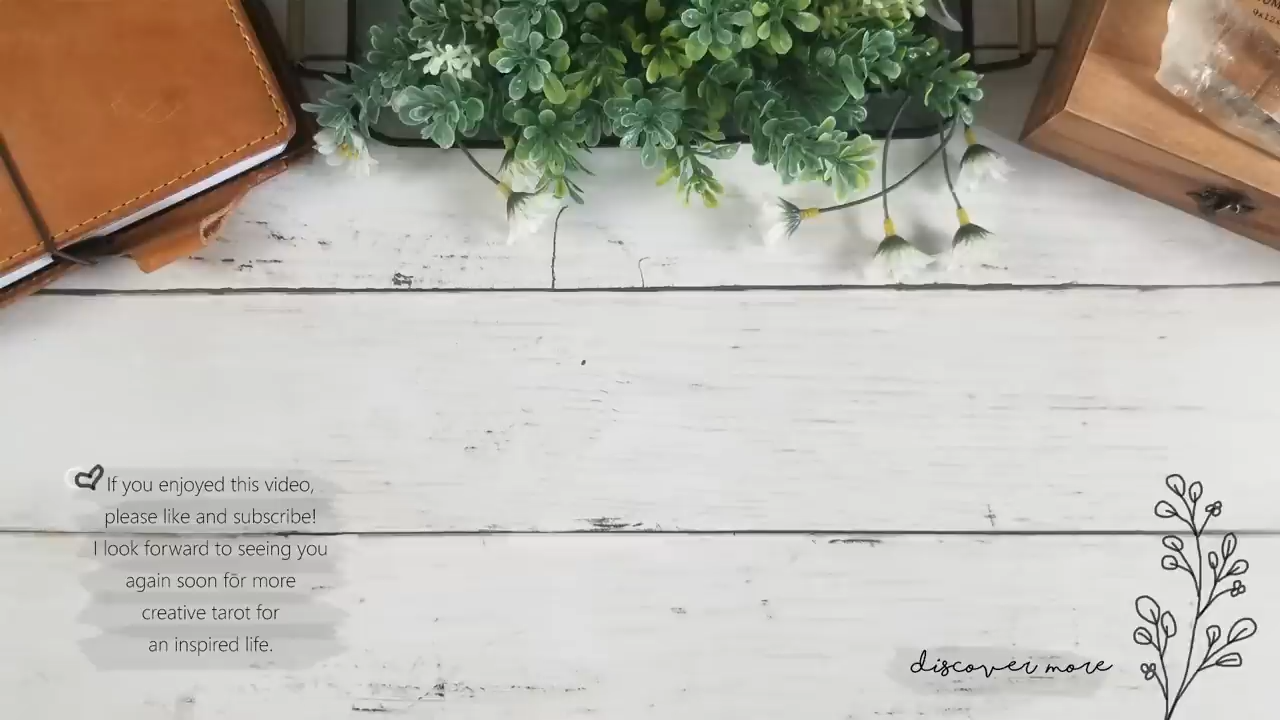 If you enjoyed this video,
please like and subscribe!
I look forward to seeing you
again soon for more
creative tarot for
an inspired life.
discover more